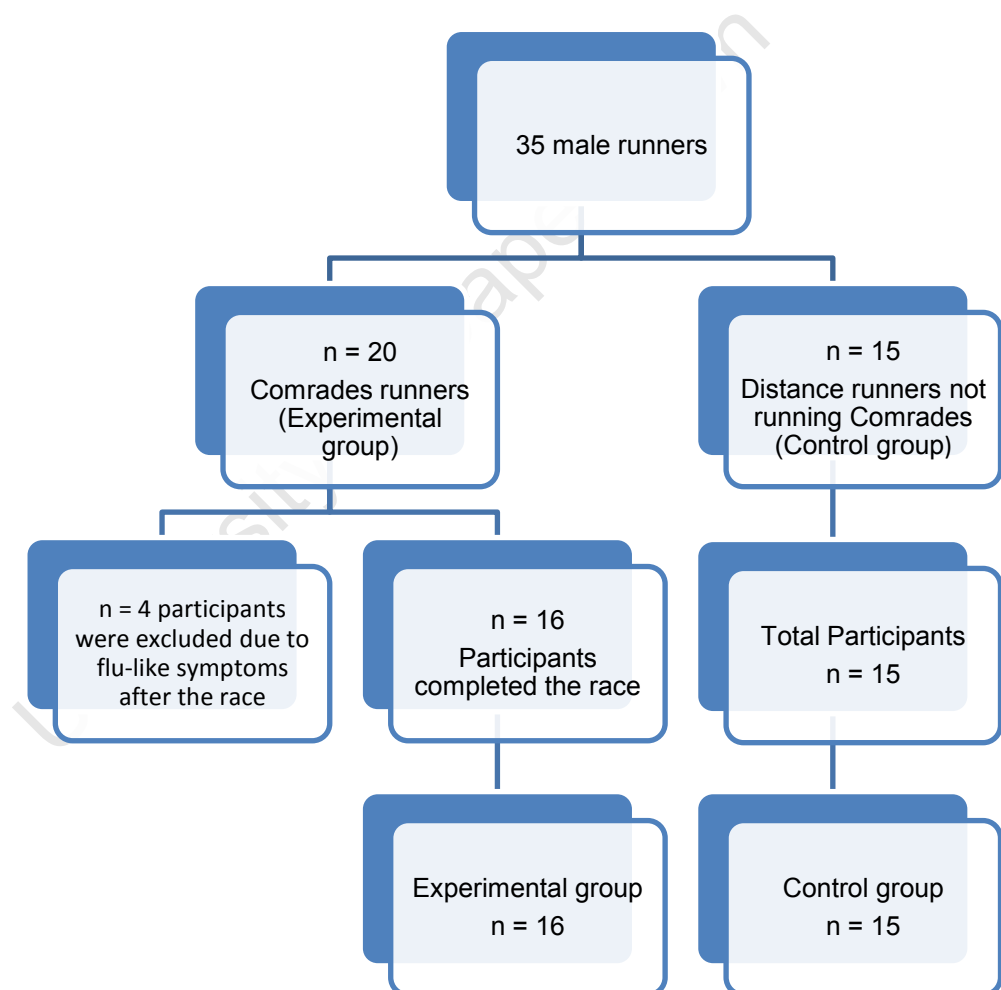 35 male runners
n = 20
Comrades runners
(Experimental
group)
n = 15
Distance runners not
running Comrades
(Control group)
n = 4 participants
were excluded due to
flu-like symptoms
after the race
n = 16
Participants
completed the race
Total Participants
n = 15
Experimental group
n = 16
Control group
n = 15